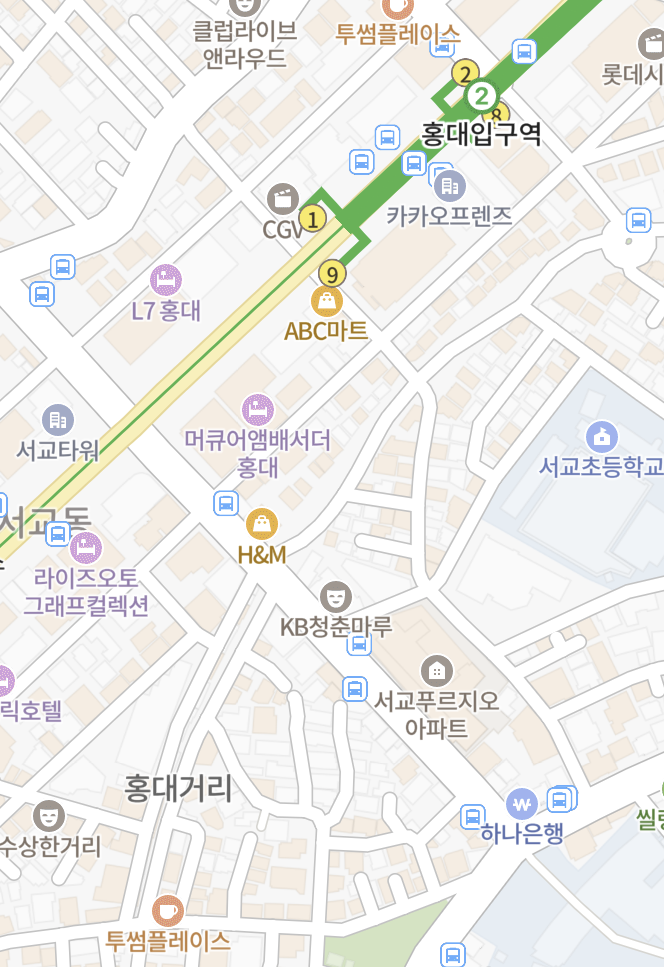 클럽라이브
앤라우드
투썸플레이스
2
2
8
홍대입구역
카카오프렌즈
CGV
1
9
ABC마트
L7 홍대
머큐어앰배서더
홍대
서교타워
서교초등학교
서교동
H&M
라이즈오토
그래프컬렉션
KB청춘마루
서교푸르지오
아파트
릭호텔
홍대거리
하나은행
수상한거리
투썸플레이스
롯데시